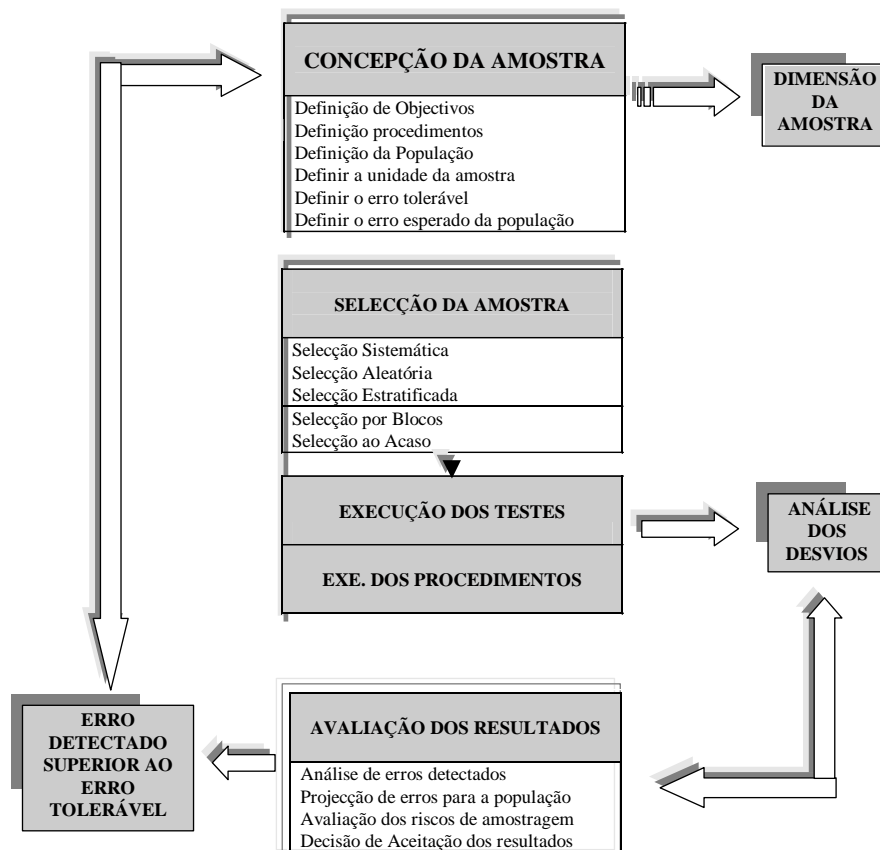 CONCEPÇÃO DA AMOSTRA
Definição de Objectivos
Definição procedimentos
Definição da População
Definir a unidade da amostra
Definir o erro tolerável
Definir o erro esperado da população
DIMENSÃO
DA
AMOSTRA
SELECÇÃO DA AMOSTRA
Selecção Sistemática
Selecção Aleatória
Selecção Estratificada
Selecção por Blocos
Selecção ao Acaso
EXECUÇÃO DOS TESTES
EXE. DOS PROCEDIMENTOS
ANÁLISE
DOS
DESVIOS
AVALIAÇÃO DOS RESULTADOS
Análise de erros detectados
Projecção de erros para a população
Avaliação dos riscos de amostragem
Decisão de Aceitação dos resultados
ERRO
DETECTADO
SUPERIOR AO
ERRO
TOLERÁVEL